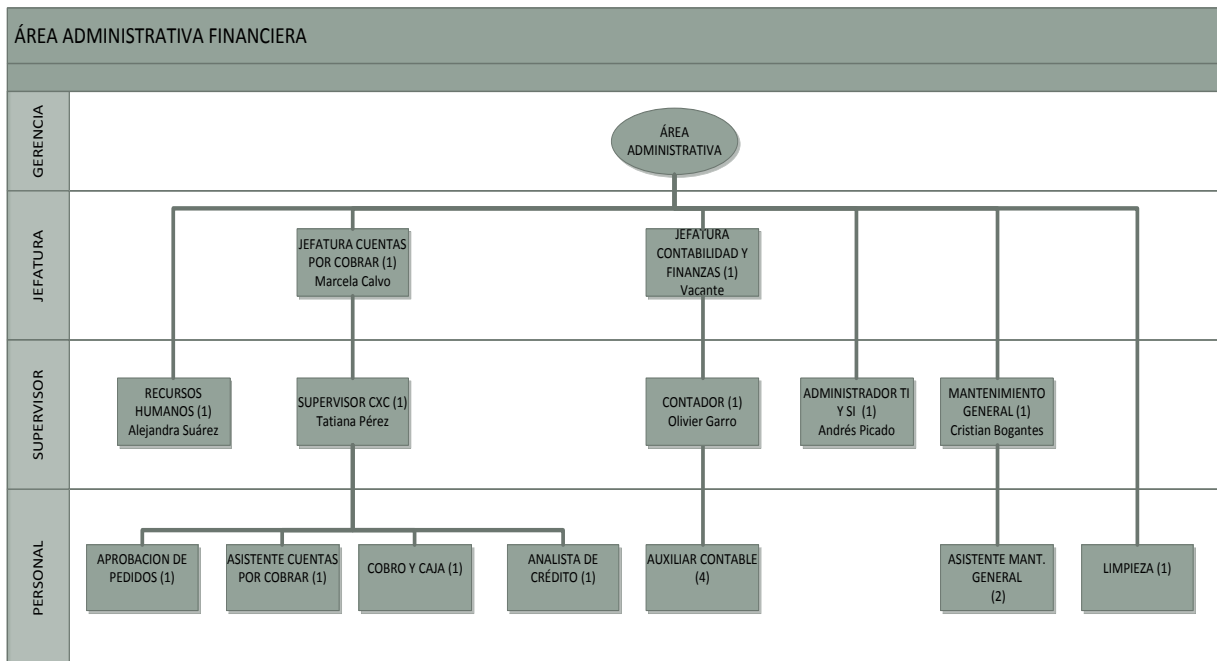 ÁREA ADMINISTRATIVA FINANCIERA
GERENCIA
ÁREA
ADMINISTRATIVA
JEFATURA
JEFATURA CUENTAS
POR COBRAR (1)
Marcela Calvo
JEFATURA
CONTABILIDAD Y
FINANZAS (1)
Vacante
SUPERVISOR
RECURSOS
HUMANOS (1)
Alejandra Suárez
SUPERVISOR CXC (1)
Tatiana Pérez
CONTADOR (1)
Olivier Garro
ADMINISTRADOR TI
Y SI (1)
Andrés Picado
MANTENIMIENTO
GENERAL (1)
Cristian Bogantes
PERSONAL
APROBACION DE
PEDIDOS (1)
ASISTENTE CUENTAS
POR COBRAR (1)
COBRO Y CAJA (1)
ANALISTA DE
CRÉDITO (1)
AUXILIAR CONTABLE
(4)
ASISTENTE MANT.
GENERAL
(2)
LIMPIEZA (1)